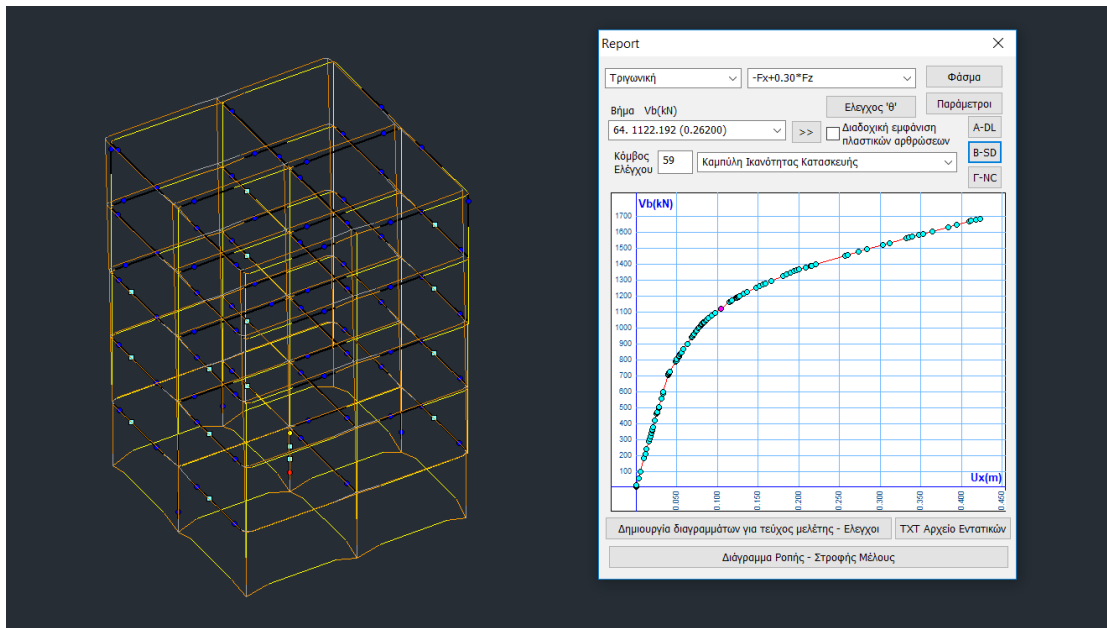 Report
Τριγωνική
-Fx+0.30*Fz
Φάσμα
Βήμα Vb(kN)
Ελεγχος 'θ'
Παράμετροι
64. 1122.192 (0.26200)
>>
Διαδοχική εμφάνιση
πλαστικών αρθρώσεων
A-DL
B-SD
Γ-NC
Κόμβος
Ελέγχου
59
Καμπύλη Ικανότητας Κατασκευής
Vb(kN)
1700
1600
1500
1400
1300
1200
1100
1000
900
800
700
600
500
400
300
200
100
Ux(m)
0.050
0.100
0.150
0.200
0.250
0.300
0.350
0.400
0.450
Δημιουργία διαγραμμάτων για τεύχος μελέτης - Ελεγχοι
TXT Αρχείο Εντατικών
Διάγραμμα Ροπής - Στροφής Μέλους